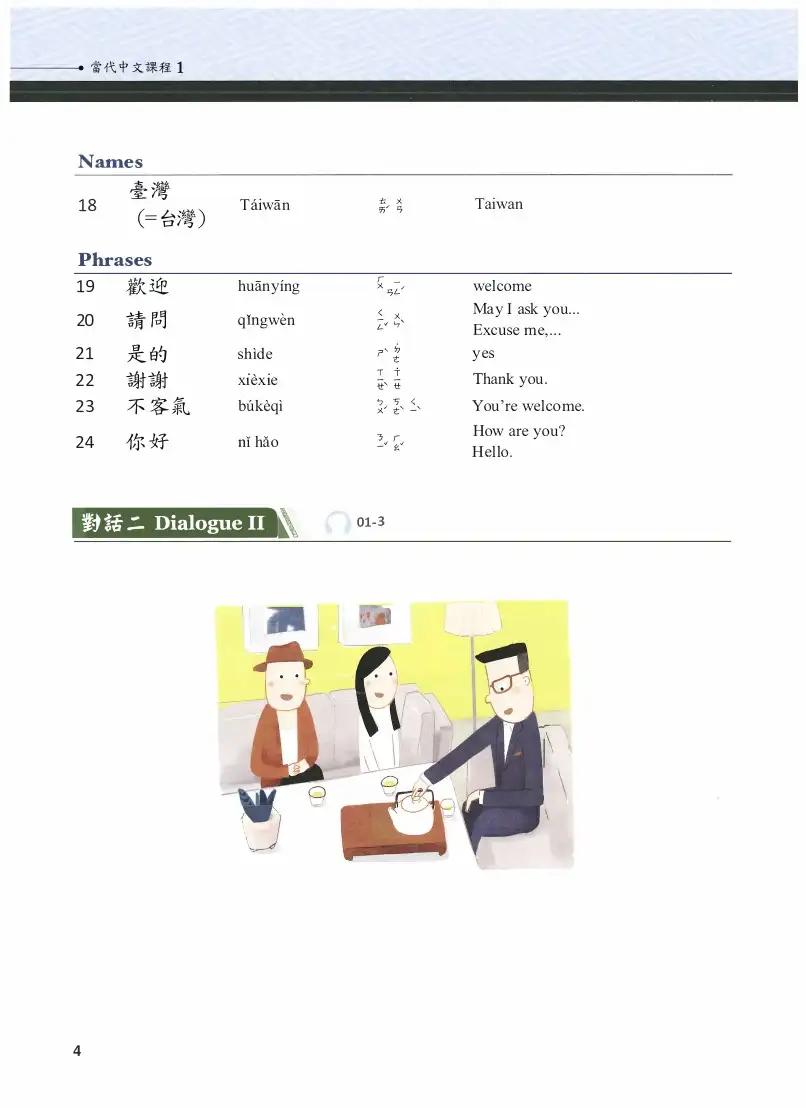 當代中文課程 1
Names
18 臺灣 (=台灣) Táiwān ㄊㄞˊ ㄨㄢ Taiwan
Phrases
19 歡迎 huānyíng ㄏㄨㄢ ㄧㄥˊ welcome
20 請問 qǐngwèn ㄑㄧㄥˇ ㄨㄣˋ May I ask you...
Excuse me,...
21 是的 shìde ㄕˋ ˙ㄉㄜ yes
22 謝謝 xièxie ㄒㄧㄝˋ ˙ㄒㄧㄝ Thank you.
23 不客氣 búkèqì ㄅㄨˊ ㄎㄜˋ ㄑㄧˋ You’re welcome.
24 你好 nǐ hǎo ㄋㄧˇ ㄏㄠˇ How are you?
Hello.
對話二 Dialogue II 01-3
4